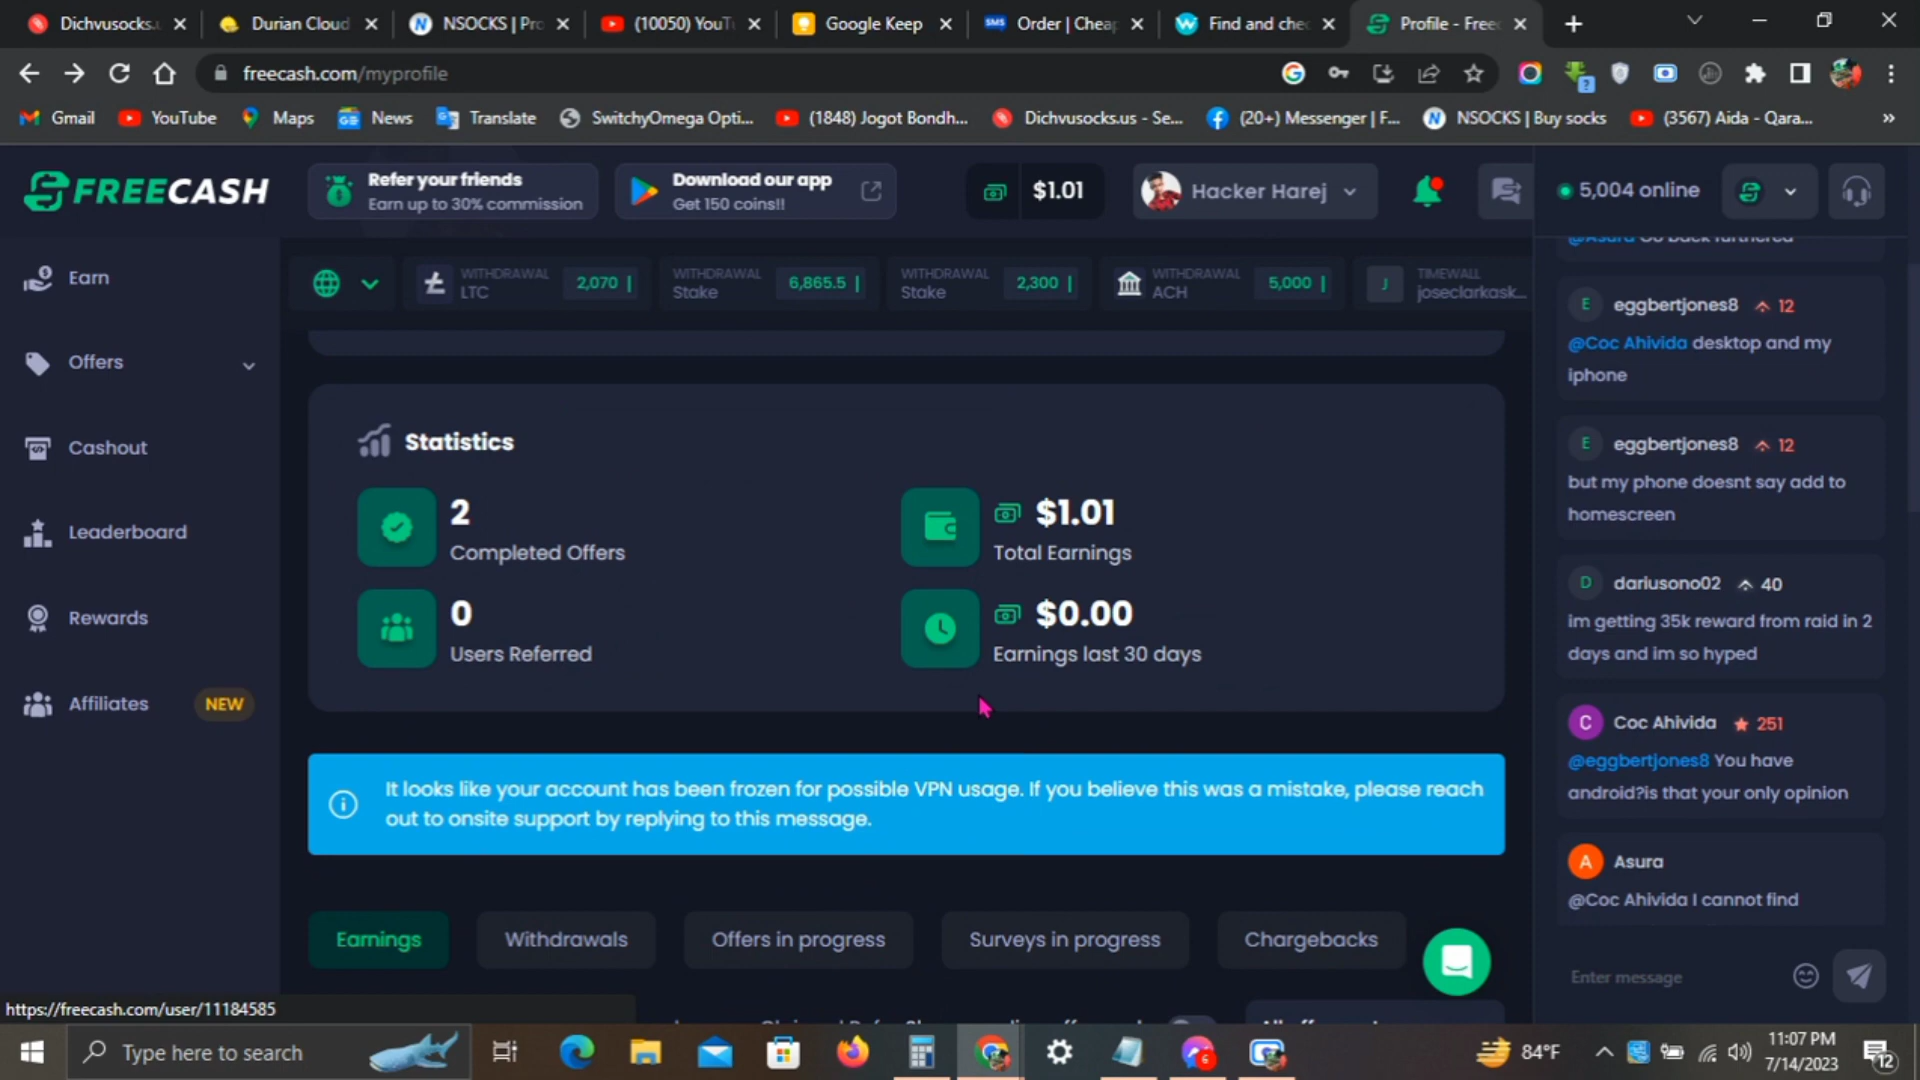 Dichvusocks.
Durian Cloud
NSOCKS | Pr
(10050) YouT
Google Keep
SMS
Order | Cheap
Find and che
Profile - Free
freecash.com/myprofile
Gmail
YouTube
Maps
News
Translate
SwitchyOmega Opti...
(1848) Jogot Bondh...
Dichvusocks.us - Se...
(20+) Messenger | F...
NSOCKS | Buy socks
(3567) Aida - Qara...
»
FREECASH
Refer your friends
Earn up to 30% commission
Download our app
Get 150 coins!!
$1.01
Hacker Harej
5,004 online
Earn
Offers
Cashout
Leaderboard
Rewards
Affiliates
NEW
WITHDRAWAL
LTC
2,070
WITHDRAWAL
Stake
6,865.5
WITHDRAWAL
Stake
2,300
WITHDRAWAL
ACH
5,000
J
TIMEWALL
joseclarkask...
Statistics
2
Completed Offers
$1.01
Total Earnings
0
Users Referred
$0.00
Earnings last 30 days
It looks like your account has been frozen for possible VPN usage. If you believe this was a mistake, please reach
out to onsite support by replying to this message.
Earnings
Withdrawals
Offers in progress
Surveys in progress
Chargebacks
E
eggbertjones8
12
@Coc Ahivida desktop and my
iphone
E
eggbertjones8
12
but my phone doesnt say add to
homescreen
D
dariusono02
40
im getting 35k reward from raid in 2
days and im so hyped
C
Coc Ahivida
251
@eggbertjones8 You have
android?is that your only opinion
A
Asura
@Coc Ahivida I cannot find
Enter message
https://freecash.com/user/11184585
Type here to search
84°F
11:07 PM
7/14/2023
12